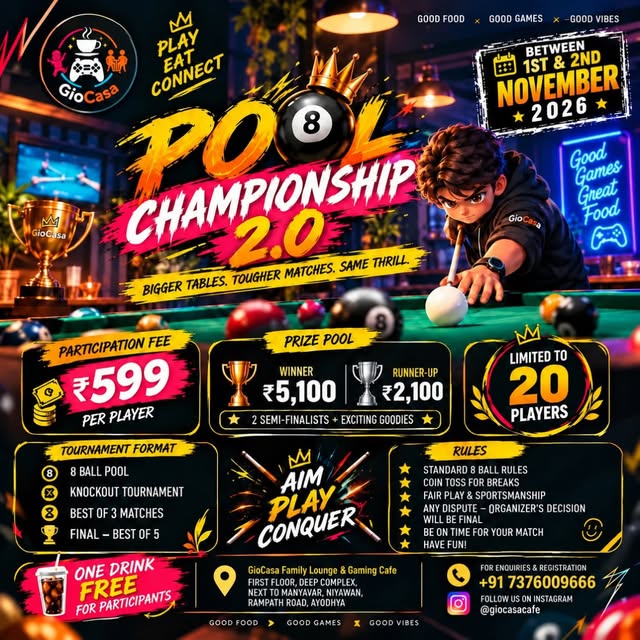 GOOD FOOD × GOOD GAMES × GOOD VIBES
GioCasa
PLAY
EAT
CONNECT
BETWEEN
1ST & 2ND
NOVEMBER
★ 2026 ★
POOL
8
CHAMPIONSHIP
2.0
BIGGER TABLES. TOUGHER MATCHES. SAME THRILL.
GioCasa
GioCasa
Good
Games
Great
Food.
8
PARTICIPATION FEE
₹599
PER PLAYER
PRIZE POOL
WINNER
₹5,100
RUNNER-UP
₹2,100
★ 2 SEMI-FINALISTS + EXCITING GOODIES ★
LIMITED TO
20
PLAYERS
TOURNAMENT FORMAT
8 8 BALL POOL
KNOCKOUT TOURNAMENT
BEST OF 3 MATCHES
FINAL – BEST OF 5
AIM
PLAY
CONQUER
RULES
★ STANDARD 8 BALL RULES
★ COIN TOSS FOR BREAKS
★ FAIR PLAY & SPORTSMANSHIP
★ ANY DISPUTE – ORGANIZER'S DECISION
WILL BE FINAL
★ BE ON TIME FOR YOUR MATCH
★ HAVE FUN!
ONE DRINK
FREE
FOR PARTICIPANTS
GioCasa Family Lounge & Gaming Cafe
FIRST FLOOR, DEEP COMPLEX,
NEXT TO MANYAVAR, NIYAWAN,
RAMPATH ROAD, AYODHYA
FOR ENQUIRIES & REGISTRATION
+91 7376009666
FOLLOW US ON INSTAGRAM
@giocasacafe
GOOD FOOD GOOD GAMES GOOD VIBES